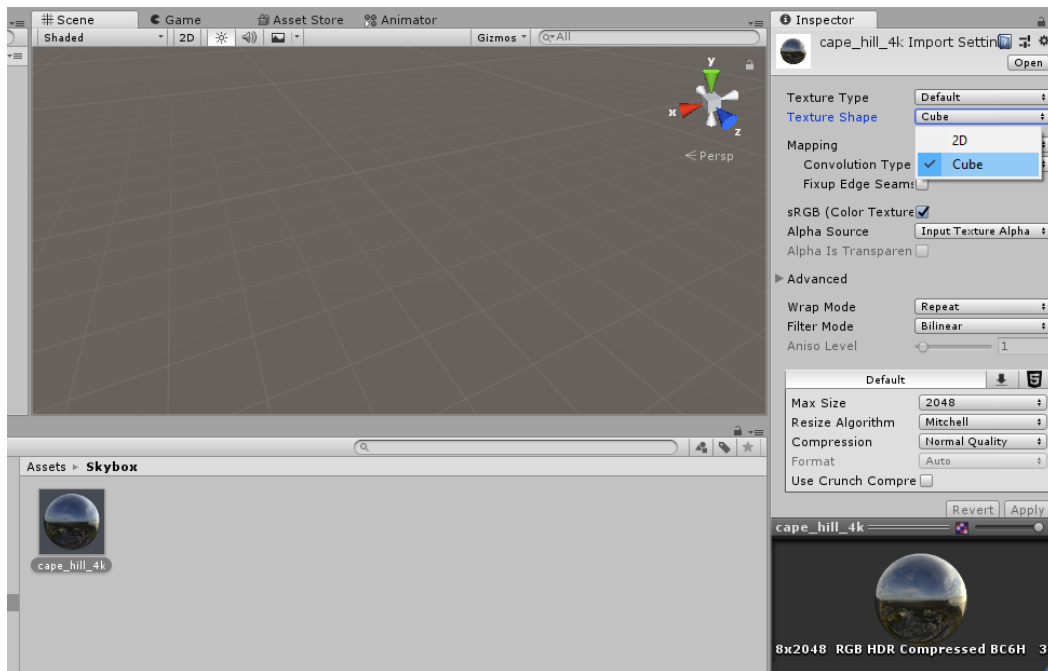 Scene Game Asset Store Animator
Shaded 2D Gizmos All
y
x
z
Persp
Assets Skybox
cape_hill_4k
Inspector
cape_hill_4k Import Settin
Open
Texture Type Default
Texture Shape Cube
2D
Cube
Mapping
Convolution Type
Fixup Edge Seams
sRGB (Color Texture
Alpha Source Input Texture Alpha
Alpha Is Transparen
Advanced
Wrap Mode Repeat
Filter Mode Bilinear
Aniso Level 1
Default
Max Size 2048
Resize Algorithm Mitchell
Compression Normal Quality
Format Auto
Use Crunch Compre
Revert Apply
cape_hill_4k
8x2048 RGB HDR Compressed BC6H 3